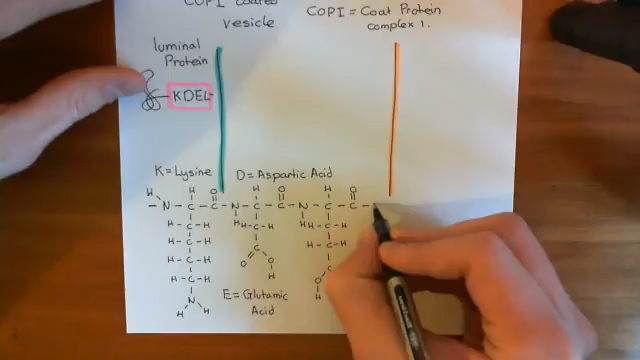 COPI coated
vesicle
COPI = Coat Protein
complex 1.
luminal
Protein
KDEL
K = Lysine
D = Aspartic Acid
H H O H O H O
- N - C - C - N - C - C - N - C - C -
H - C - H H H - C - H H H - C - H
H - C - H C H - C - H
H - C - H O O
H - C - H H O
N E = Glutamic H
H H Acid